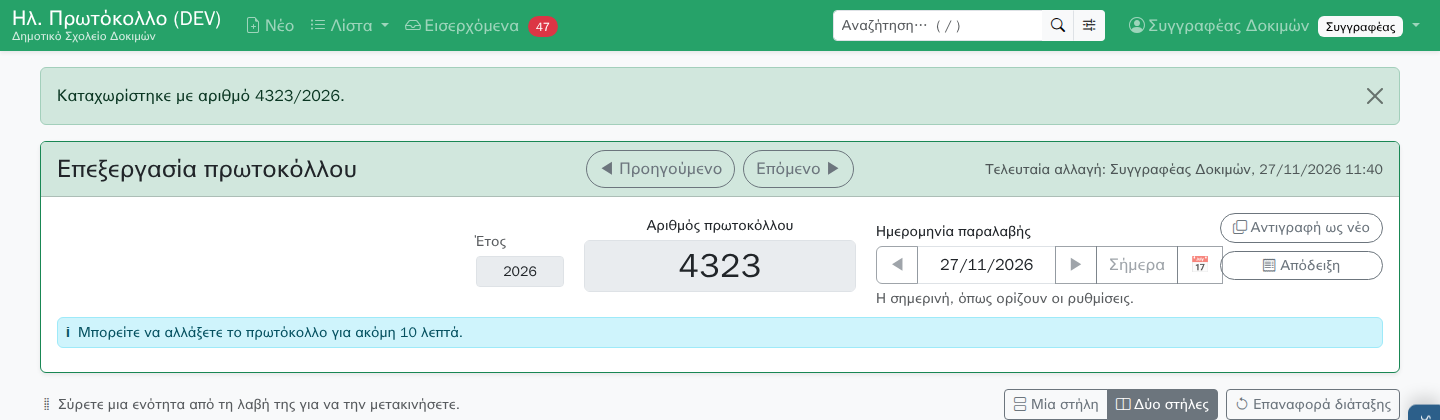 Ηλ. Πρωτόκολλο (DEV)
Δημοτικό Σχολείο Δοκιμών
Νέο
Λίστα
Εισερχόμενα 47
Αναζήτηση… ( / )
Συγγραφέας Δοκιμών Συγγραφέας
Καταχωρίστηκε με αριθμό 4323/2026.
Επεξεργασία πρωτοκόλλου
◀ Προηγούμενο
Επόμενο ▶
Τελευταία αλλαγή: Συγγραφέας Δοκιμών, 27/11/2026 11:40
Έτος
2026
Αριθμός πρωτοκόλλου
4323
Ημερομηνία παραλαβής
◀ 27/11/2026 ▶ Σήμερα
Η σημερινή, όπως ορίζουν οι ρυθμίσεις.
Αντιγραφή ως νέο
Απόδειξη
Μπορείτε να αλλάξετε το πρωτόκολλο για ακόμη 10 λεπτά.
Σύρετε μια ενότητα από τη λαβή της για να την μετακινήσετε.
Μία στήλη
Δύο στήλες
Επαναφορά διάταξης